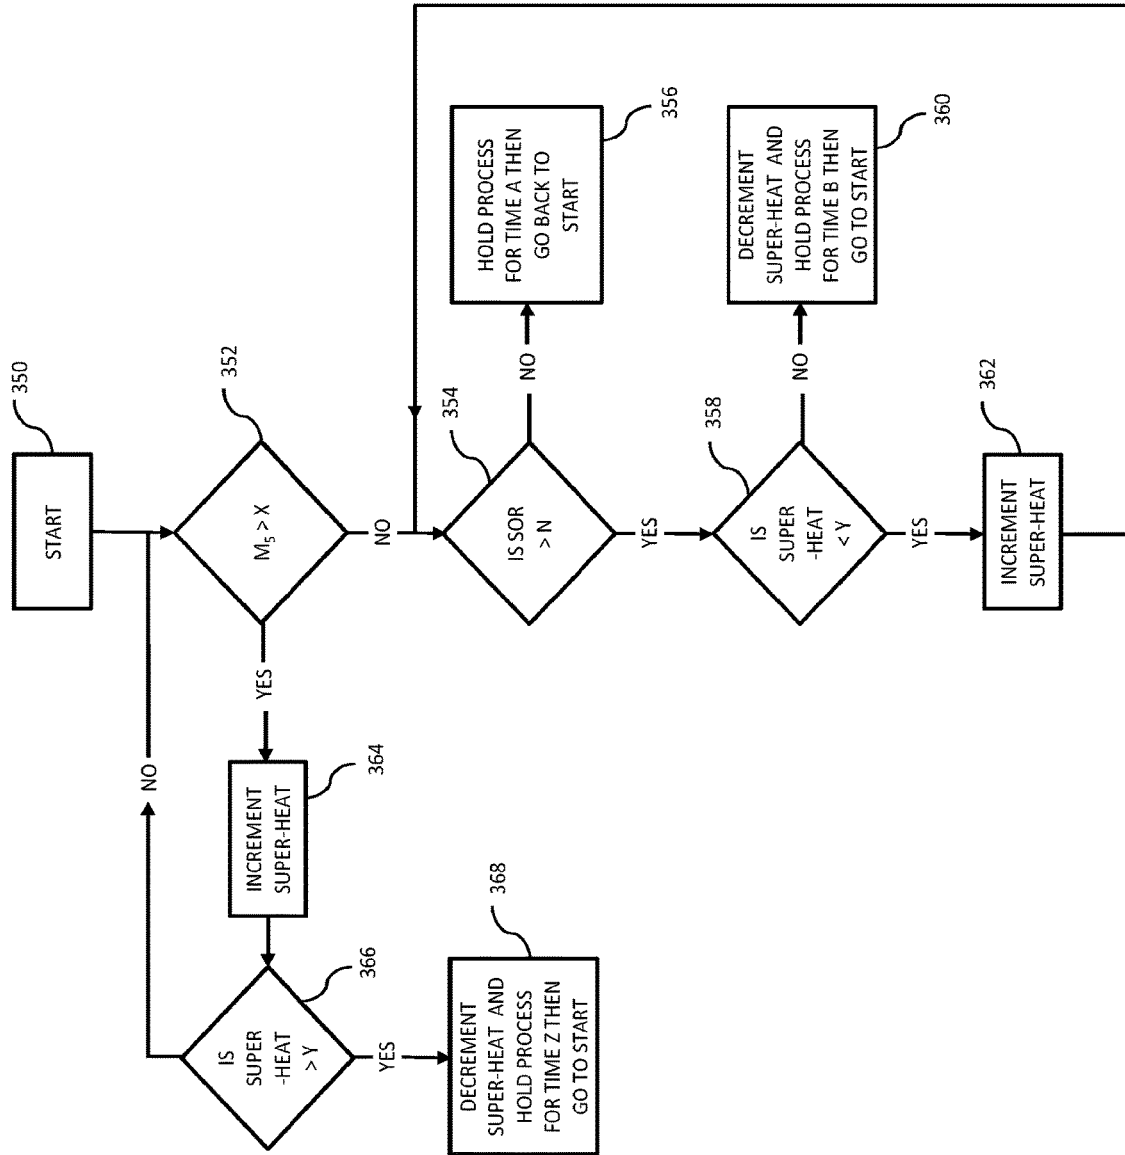 350
START
352
M₅ > X
NO
YES
354
IS SOR
> N
NO
356
HOLD PROCESS
FOR TIME A THEN
GO BACK TO
START
YES
358
IS
SUPER
-HEAT
< Y
NO
360
DECREMENT
SUPER-HEAT AND
HOLD PROCESS
FOR TIME B THEN
GO TO START
YES
362
INCREMENT
SUPER-HEAT
364
INCREMENT
SUPER-HEAT
366
IS
SUPER
-HEAT
> Y
NO
YES
368
DECREMENT
SUPER-HEAT AND
HOLD PROCESS
FOR TIME Z THEN
GO TO START